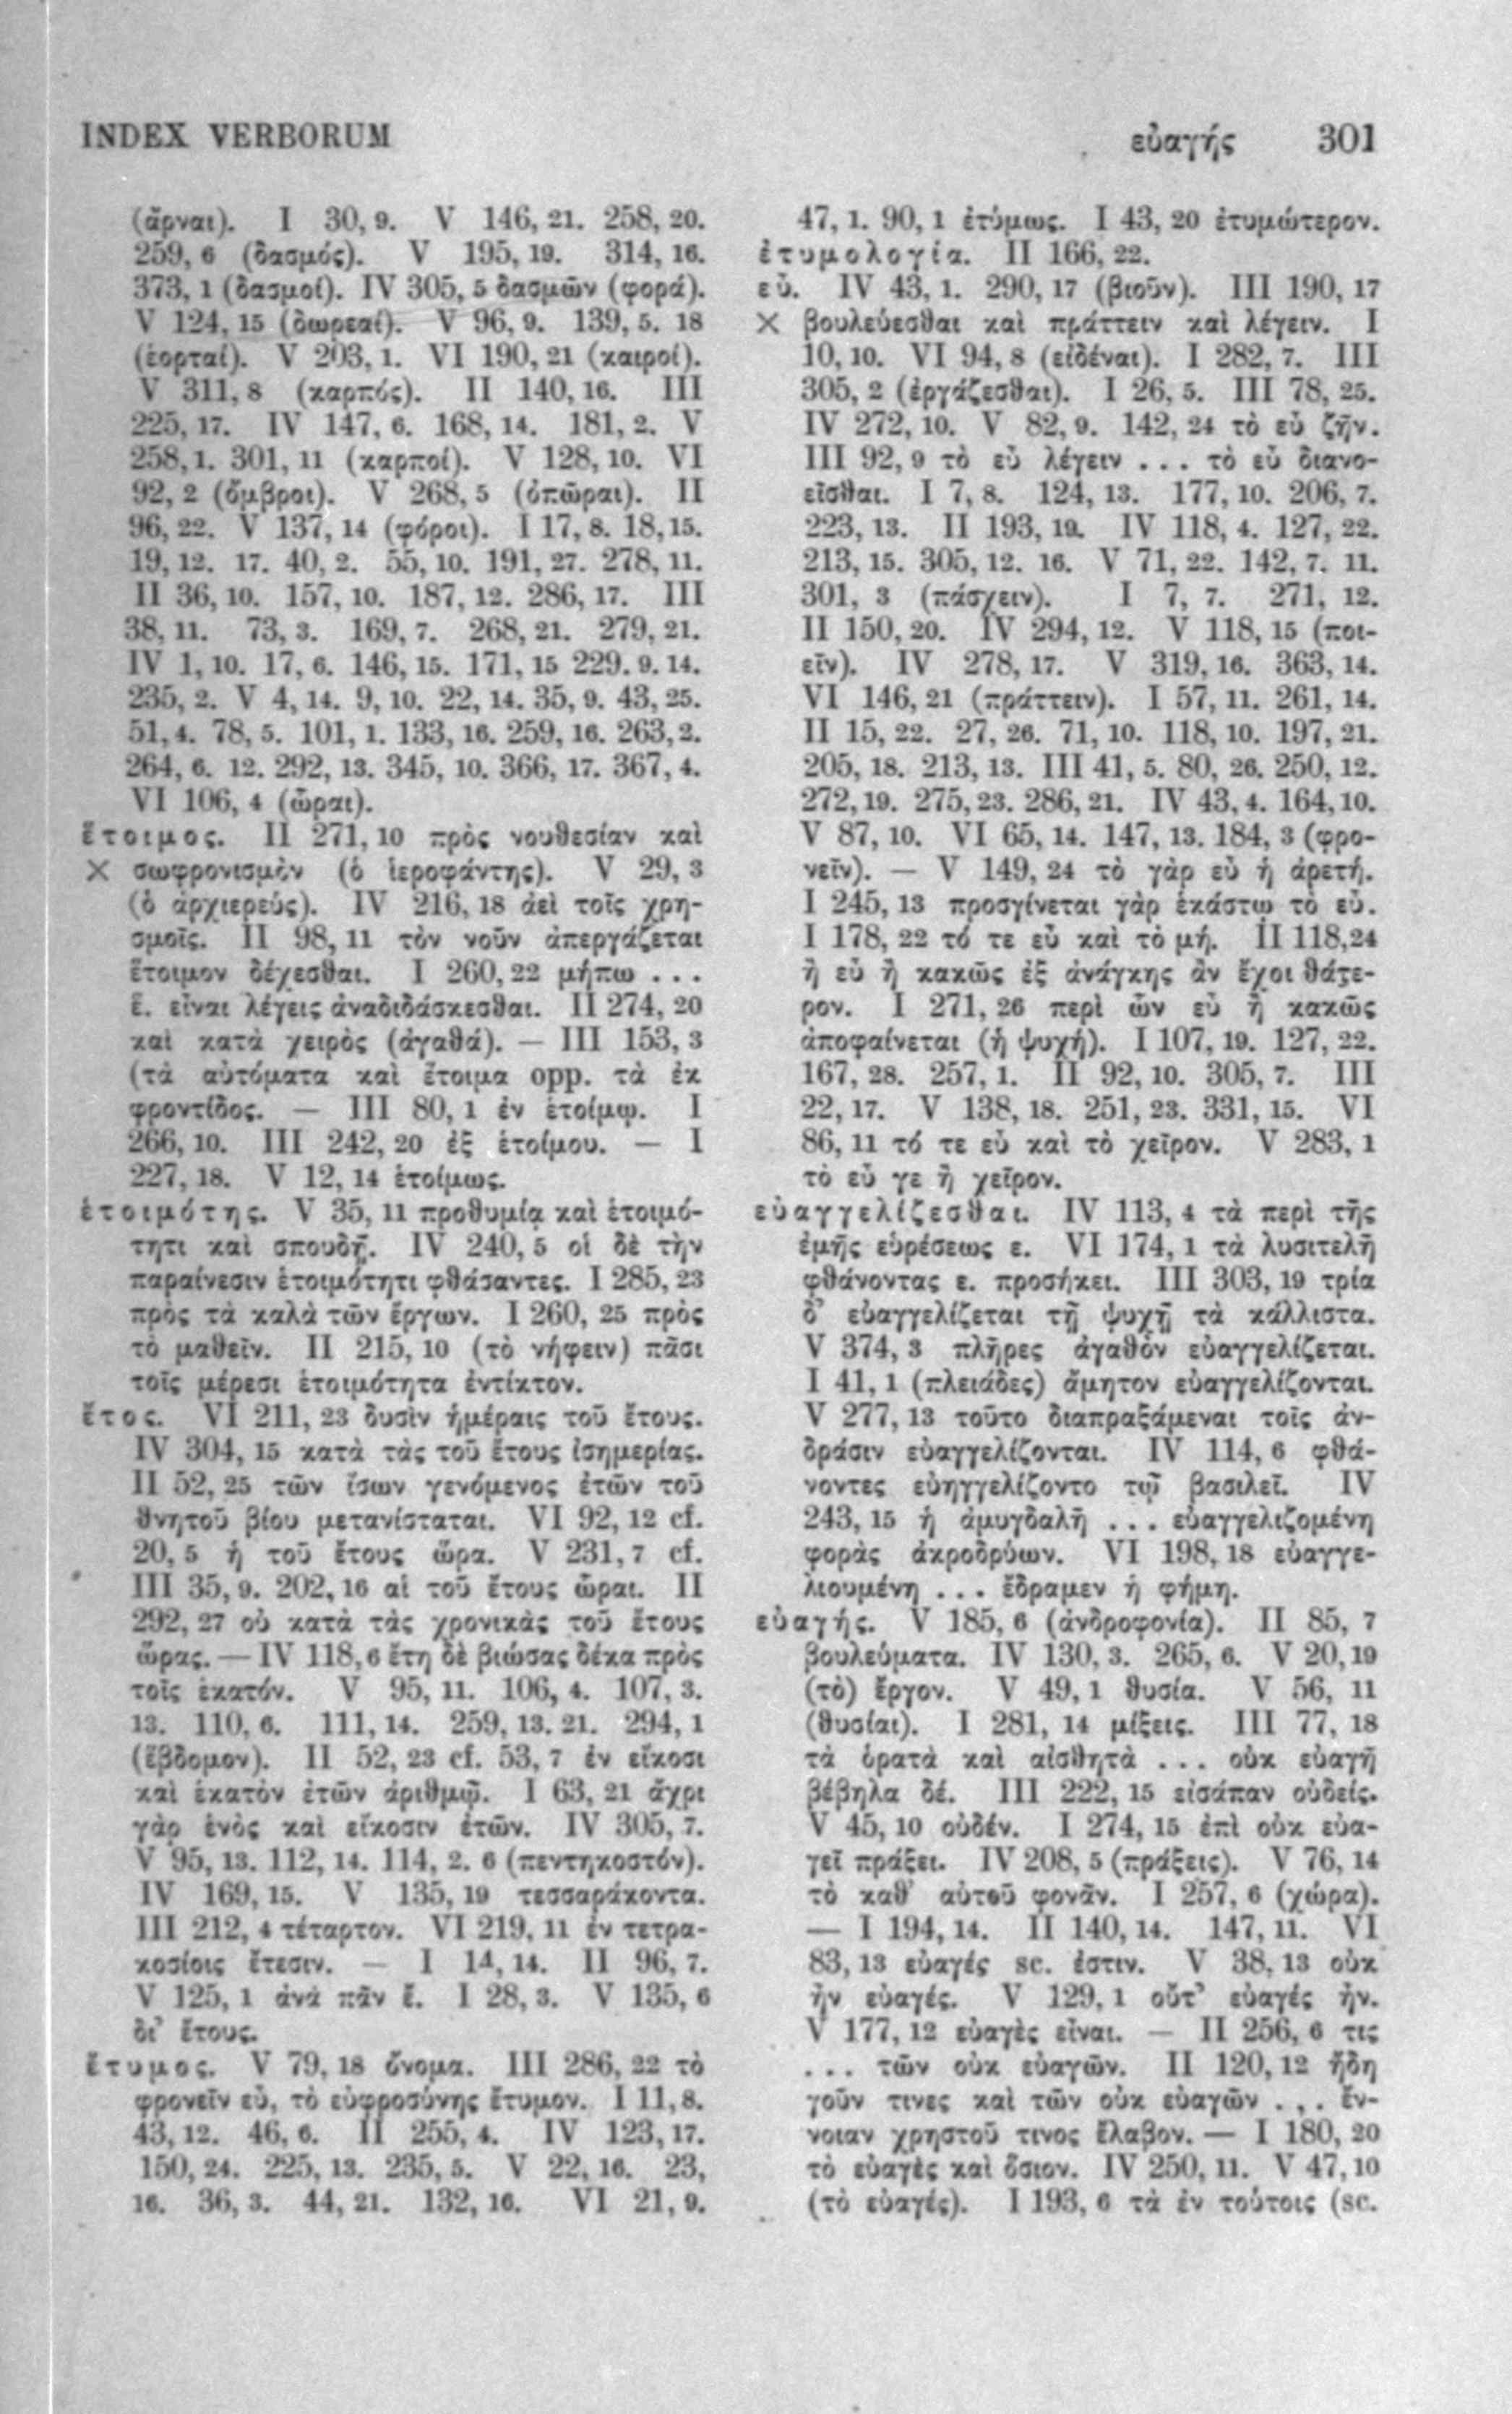 INDEX VERBORUM
εὐαγής 301
(ἄρναι). I 30, 9. V 146, 21. 258, 20.
259, 6 (δασμός). V 195, 19. 314, 16.
373, 1 (δασμοί). IV 305, 5 δασμῶν (φορά).
V 124, 15 (δωρεαί). V 96, 9. 139, 5. 18
(ἑορταί). V 203, 1. VI 190, 21 (καιροί).
V 311, 8 (καρπός). II 140, 16. III
225, 17. IV 147, 6. 168, 14. 181, 2. V
258, 1. 301, 11 (καρποί). V 128, 10. VI
92, 2 (ὄμβροι). V 268, 5 (ὀπῶραι). II
96, 22. V 137, 14 (φόροι). I 17, 8. 18, 15.
19, 12. 17. 40, 2. 55, 10. 191, 27. 278, 11.
II 36, 10. 157, 10. 187, 12. 286, 17. III
38, 11. 73, 3. 169, 7. 268, 21. 279, 21.
IV 1, 10. 17, 6. 146, 15. 171, 15 229. 9. 14.
235, 2. V 4, 14. 9, 10. 22, 14. 35, 9. 43, 25.
51, 4. 78, 5. 101, 1. 133, 16. 259, 16. 263, 2.
264, 6. 12. 292, 13. 345, 10. 366, 17. 367, 4.
VI 106, 4 (ὧραι).
ἕτοιμος. II 271, 10 πρὸς νουθεσίαν καὶ
X σωφρονισμὸν (ὁ ἱεροφάντης). V 29, 3
(ὁ ἀρχιερεύς). IV 216, 18 ἀεὶ τοῖς χρη-
σμοῖς. II 98, 11 τὸν νοῦν ἀπεργάζεται
ἕτοιμον δέχεσθαι. I 260, 22 μήπω ...
ἕ. εἶναι λέγεις ἀναδιδάσκεσθαι. II 274, 20
καὶ κατὰ χειρὸς (ἀγαθά). — III 153, 3
(τὰ αὐτόματα καὶ ἕτοιμα opp. τὰ ἐκ
φροντίδος. — III 80, 1 ἐν ἑτοίμῳ. I
266, 10. III 242, 20 ἐξ ἑτοίμου. — I
227, 18. V 12, 14 ἑτοίμως.
ἑτοιμότης. V 35, 11 προθυμίᾳ καὶ ἑτοιμό-
τητι καὶ σπουδῇ. IV 240, 5 οἱ δὲ τὴν
παραίνεσιν ἑτοιμότητι φθάσαντες. I 285, 23
πρὸς τὰ καλὰ τῶν ἔργων. I 260, 25 πρὸς
τὸ μαθεῖν. II 215, 10 (τὸ νήφειν) πᾶσι
τοῖς μέρεσι ἑτοιμότητα ἐντίκτον.
ἔτος. VI 211, 23 δυσὶν ἡμέραις τοῦ ἔτους.
IV 304, 15 κατὰ τὰς τοῦ ἔτους ἰσημερίας.
II 52, 25 τῶν ἴσων γενόμενος ἐτῶν τοῦ
θνητοῦ βίου μετανίσταται. VI 92, 12 cf.
20, 5 ἡ τοῦ ἔτους ὥρα. V 231, 7 cf.
III 35, 9. 202, 16 αἱ τοῦ ἔτους ὧραι. II
292, 27 οὐ κατὰ τὰς χρονικὰς τοῦ ἔτους
ὥρας. — IV 118, 6 ἔτη δὲ βιώσας δέκα πρὸς
τοῖς ἑκατόν. V 95, 11. 106, 4. 107, 3.
13. 110, 6. 111, 14. 259, 13. 21. 294, 1
(ἕβδομον). II 52, 23 cf. 53, 7 ἐν εἴκοσι
καὶ ἑκατὸν ἐτῶν ἀριθμῷ. I 63, 21 ἄχρι
γὰρ ἑνὸς καὶ εἴκοσιν ἐτῶν. IV 305, 7.
V 95, 13. 112, 14. 114, 2. 6 (πεντηκοστόν).
IV 169, 15. V 135, 19 τεσσαράκοντα.
III 212, 4 τέταρτον. VI 219, 11 ἐν τετρα-
κοσίοις ἔτεσιν. — I 14, 14. II 96, 7.
V 125, 1 ἀνὰ πᾶν ἔ. I 28, 3. V 135, 6
δι’ ἔτους.
ἔτυμος. V 79, 18 ὄνομα. III 286, 22 τὸ
φρονεῖν εὖ, τὸ εὐφροσύνης ἔτυμον. I 11, 8.
43, 12. 46, 6. II 255, 4. IV 123, 17.
150, 24. 225, 13. 235, 5. V 22, 16. 23,
16. 36, 3. 44, 21. 132, 16. VI 21, 9.
47, 1. 90, 1 ἐτύμως. I 43, 20 ἐτυμώτερον.
ἐτυμολογία. II 166, 22.
εὖ. IV 43, 1. 290, 17 (βιοῦν). III 190, 17
X βουλεύεσθαι καὶ πράττειν καὶ λέγειν. I
10, 10. VI 94, 8 (εἰδέναι). I 282, 7. III
305, 2 (ἐργάζεσθαι). I 26, 5. III 78, 25.
IV 272, 10. V 82, 9. 142, 24 τὸ εὖ ζῆν.
III 92, 9 τὸ εὖ λέγειν ... τὸ εὖ διανο-
εῖσθαι. I 7, 8. 124, 13. 177, 10. 206, 7.
223, 13. II 193, 19. IV 118, 4. 127, 22.
213, 15. 305, 12. 16. V 71, 22. 142, 7. 11.
301, 3 (πάσχειν). I 7, 7. 271, 12.
II 150, 20. IV 294, 12. V 118, 15 (ποι-
εῖν). IV 278, 17. V 319, 16. 363, 14.
VI 146, 21 (πράττειν). I 57, 11. 261, 14.
II 15, 22. 27, 26. 71, 10. 118, 10. 197, 21.
205, 18. 213, 13. III 41, 5. 80, 26. 250, 12.
272, 19. 275, 23. 286, 21. IV 43, 4. 164, 10.
V 87, 10. VI 65, 14. 147, 13. 184, 3 (φρο-
νεῖν). — V 149, 24 τὸ γὰρ εὖ ἡ ἀρετή.
I 245, 13 προσγίνεται γὰρ ἑκάστῳ τὸ εὖ.
I 178, 22 τό τε εὖ καὶ τὸ μή. II 118, 24
ἢ εὖ ἢ κακῶς ἐξ ἀνάγκης ἂν ἔχοι θάτε-
ρον. I 271, 26 περὶ ὧν εὖ ἢ κακῶς
ἀποφαίνεται (ἡ ψυχή). I 107, 19. 127, 22.
167, 28. 257, 1. II 92, 10. 305, 7. III
22, 17. V 138, 18. 251, 23. 331, 15. VI
86, 11 τό τε εὖ καὶ τὸ χεῖρον. V 283, 1
τὸ εὖ γε ἢ χεῖρον.
εὐαγγελίζεσθαι. IV 113, 4 τὰ περὶ τῆς
ἐμῆς εὑρέσεως ε. VI 174, 1 τὰ λυσιτελῆ
φθάνοντας ε. προσήκει. III 303, 19 τρία
δ’ εὐαγγελίζεται τῇ ψυχῇ τὰ κάλλιστα.
V 374, 3 πλῆρες ἀγαθὸν εὐαγγελίζεται.
I 41, 1 (πλειάδες) ἄμητον εὐαγγελίζονται.
V 277, 13 τοῦτο διαπραξάμεναι τοῖς ἀν-
δράσιν εὐαγγελίζονται. IV 114, 6 φθά-
νοντες εὐηγγελίζοντο τῷ βασιλεῖ. IV
243, 15 ἡ ἀμυγδαλῆ ... εὐαγγελιζομένη
φορὰς ἀκροδρύων. VI 198, 18 εὐαγγε-
λιουμένη ... ἔδραμεν ἡ φήμη.
εὐαγής. V 185, 6 (ἀνδροφονία). II 85, 7
βουλεύματα. IV 130, 3. 265, 6. V 20, 19
(τὸ) ἔργον. V 49, 1 θυσία. V 56, 11
(θυσίαι). I 281, 14 μίξεις. III 77, 18
τὰ ὁρατὰ καὶ αἰσθητὰ ... οὐκ εὐαγῆ
βέβηλα δέ. III 222, 15 εἰσάπαν οὐδείς.
V 45, 10 οὐδέν. I 274, 15 ἐπὶ οὐκ εὐα-
γεῖ πράξει. IV 208, 5 (πράξεις). V 76, 14
τὸ καθ’ αὑτοῦ φονᾶν. I 257, 6 (χώρα).
— I 194, 14. II 140, 14. 147, 11. VI
83, 13 εὐαγές sc. ἐστιν. V 38, 13 οὐκ
ἦν εὐαγές. V 129, 1 οὔτ’ εὐαγές ἦν.
V 177, 12 εὐαγὲς εἶναι. — II 256, 6 τις
... τῶν οὐκ εὐαγῶν. II 120, 12 ἤδη
γοῦν τινες καὶ τῶν οὐκ εὐαγῶν ... ἔν-
νοιαν χρηστοῦ τινος ἔλαβον. — I 180, 20
τὸ εὐαγὲς καὶ ὅσιον. IV 250, 11. V 47, 10
(τὸ εὐαγές). I 193, 6 τὰ ἐν τούτοις (sc.